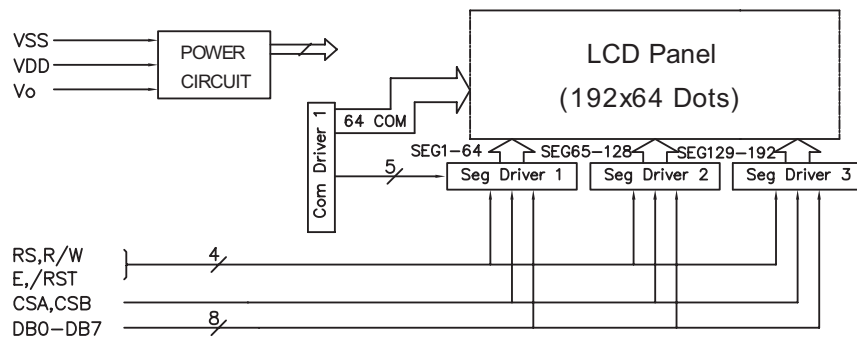 VSS
VDD
Vo
POWER
CIRCUIT
LCD Panel
(192x64 Dots)
Com Driver 1
64 COM
SEG1-64
SEG65-128
SEG129-192
5
Seg Driver 1
Seg Driver 2
Seg Driver 3
RS,R/W
E,/RST
4
CSA,CSB
DB0-DB7
8